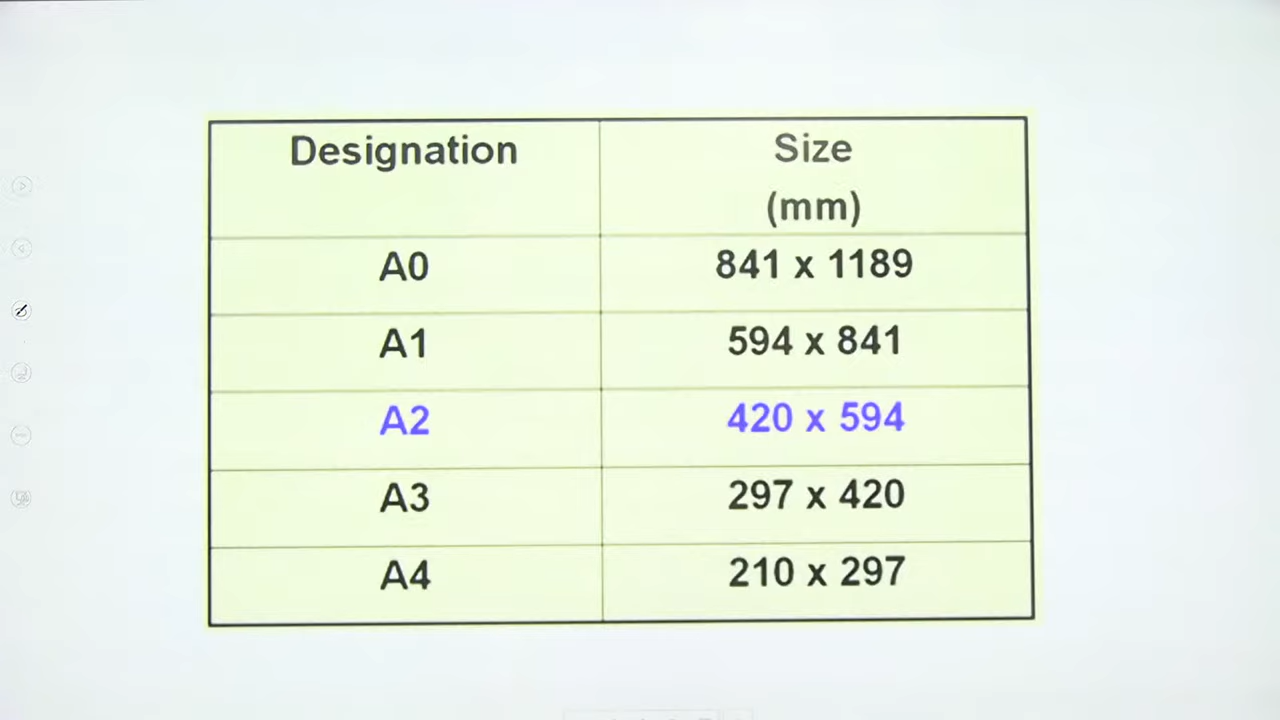 Designation Size
(mm)
A0 841 x 1189
A1 594 x 841
A2 420 x 594
A3 297 x 420
A4 210 x 297